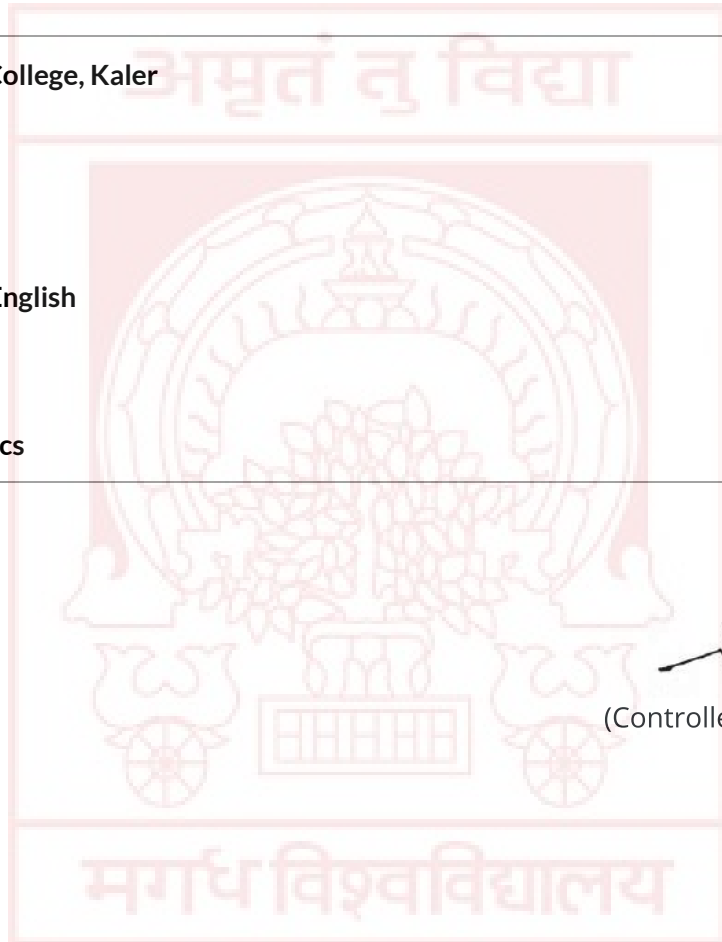 अमृतं तु विद्या
College, Kaler
English
cs
(Controlle
मगध विश्वविद्यालय